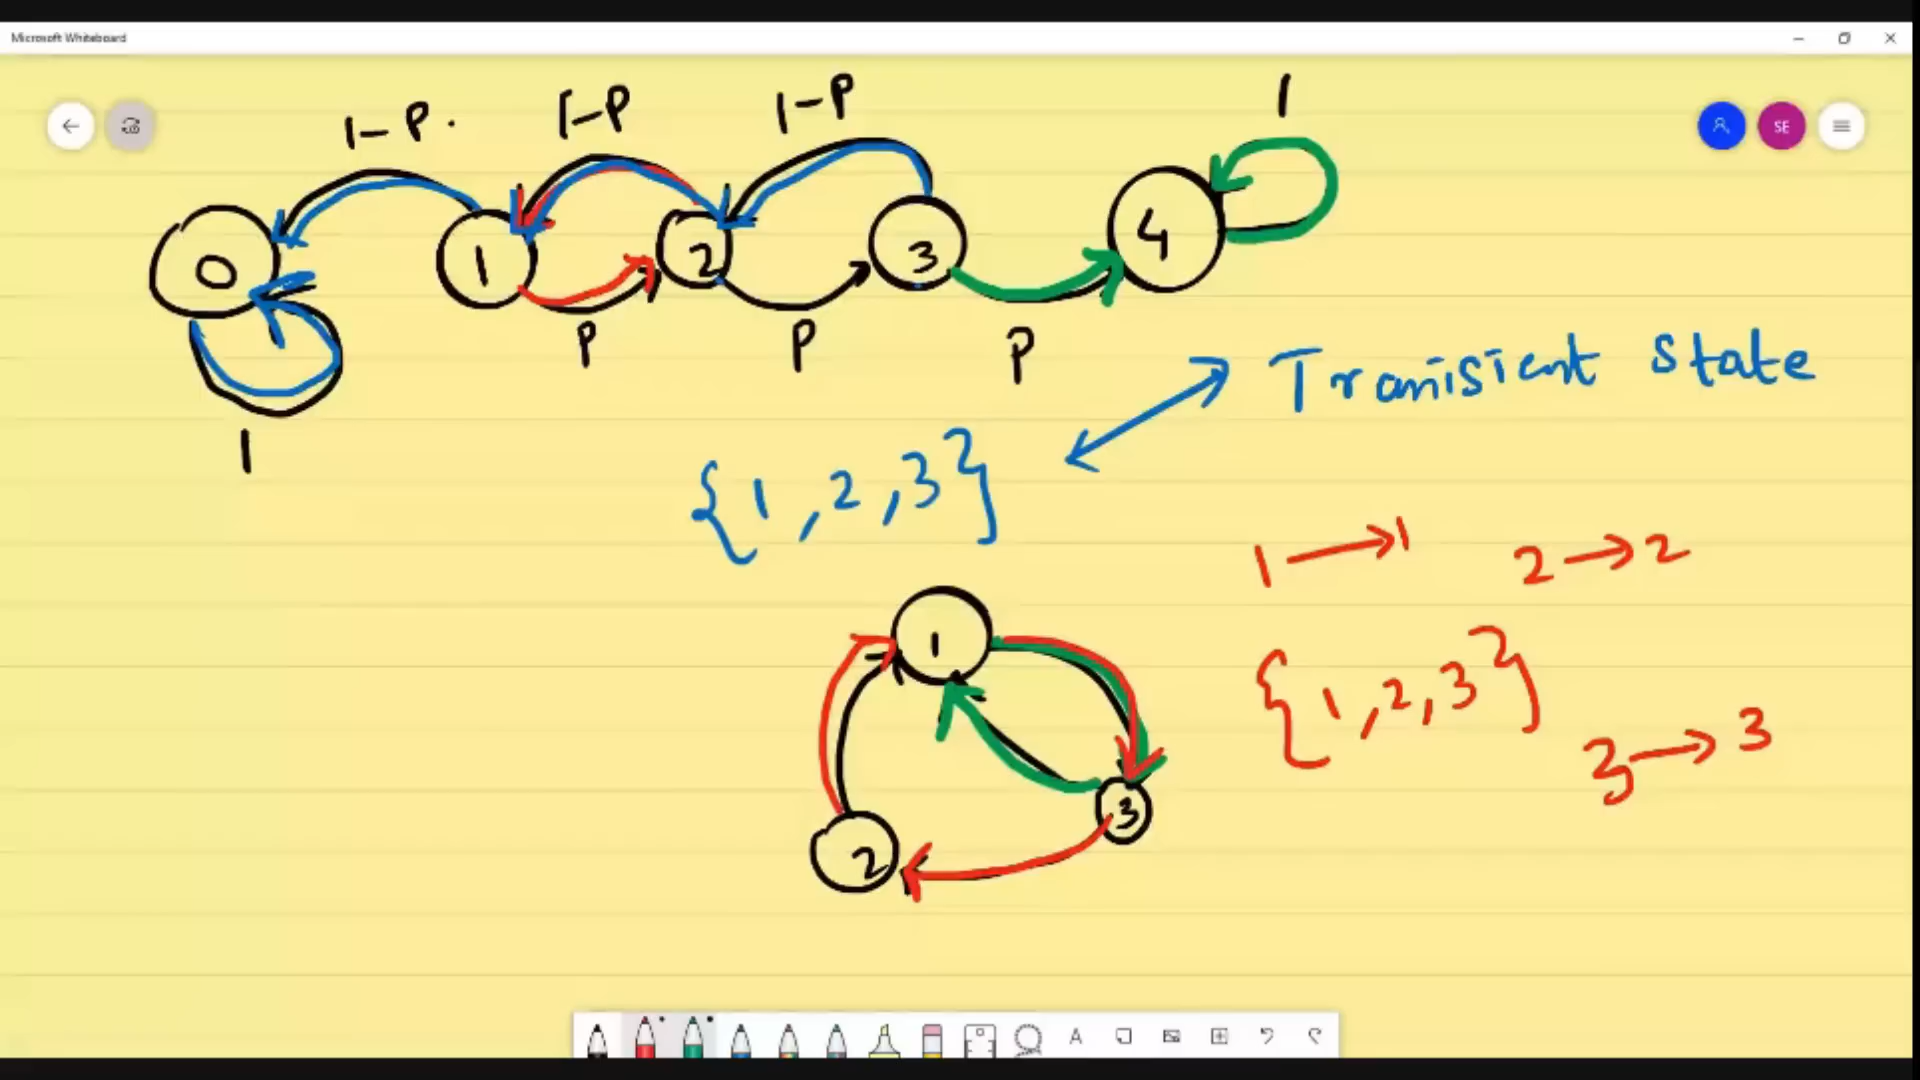 Microsoft Whiteboard
1-P. 1-P 1-P 1
SE
0 1 2 3 4
P P P
1
Tranisient State
{1,2,3}
1→1 2→2
1
{1,2,3}
3→3
3
2
A